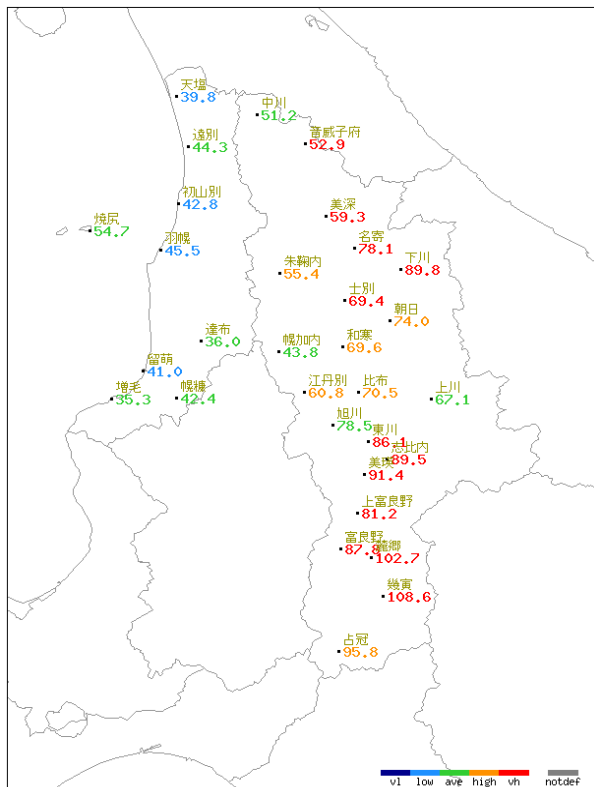 天塩
39.8
中川
51.2
遠別
44.3
音威子府
52.9
初山別
42.8
美深
59.3
焼尻
54.7
羽幌
45.5
名寄
78.1
朱鞠内
55.4
下川
89.8
士別
69.4
朝日
74.0
達布
36.0
幌加内
43.8
和寒
69.6
留萌
41.0
増毛
35.3
幌糠
42.4
江丹別
60.8
比布
70.5
上川
67.1
旭川
78.5
東川
86.1
志比内
89.5
美瑛
91.4
上富良野
81.2
富良野
87.8
麓郷
102.7
幾寅
108.6
占冠
95.8
vl low ave high vh notdef